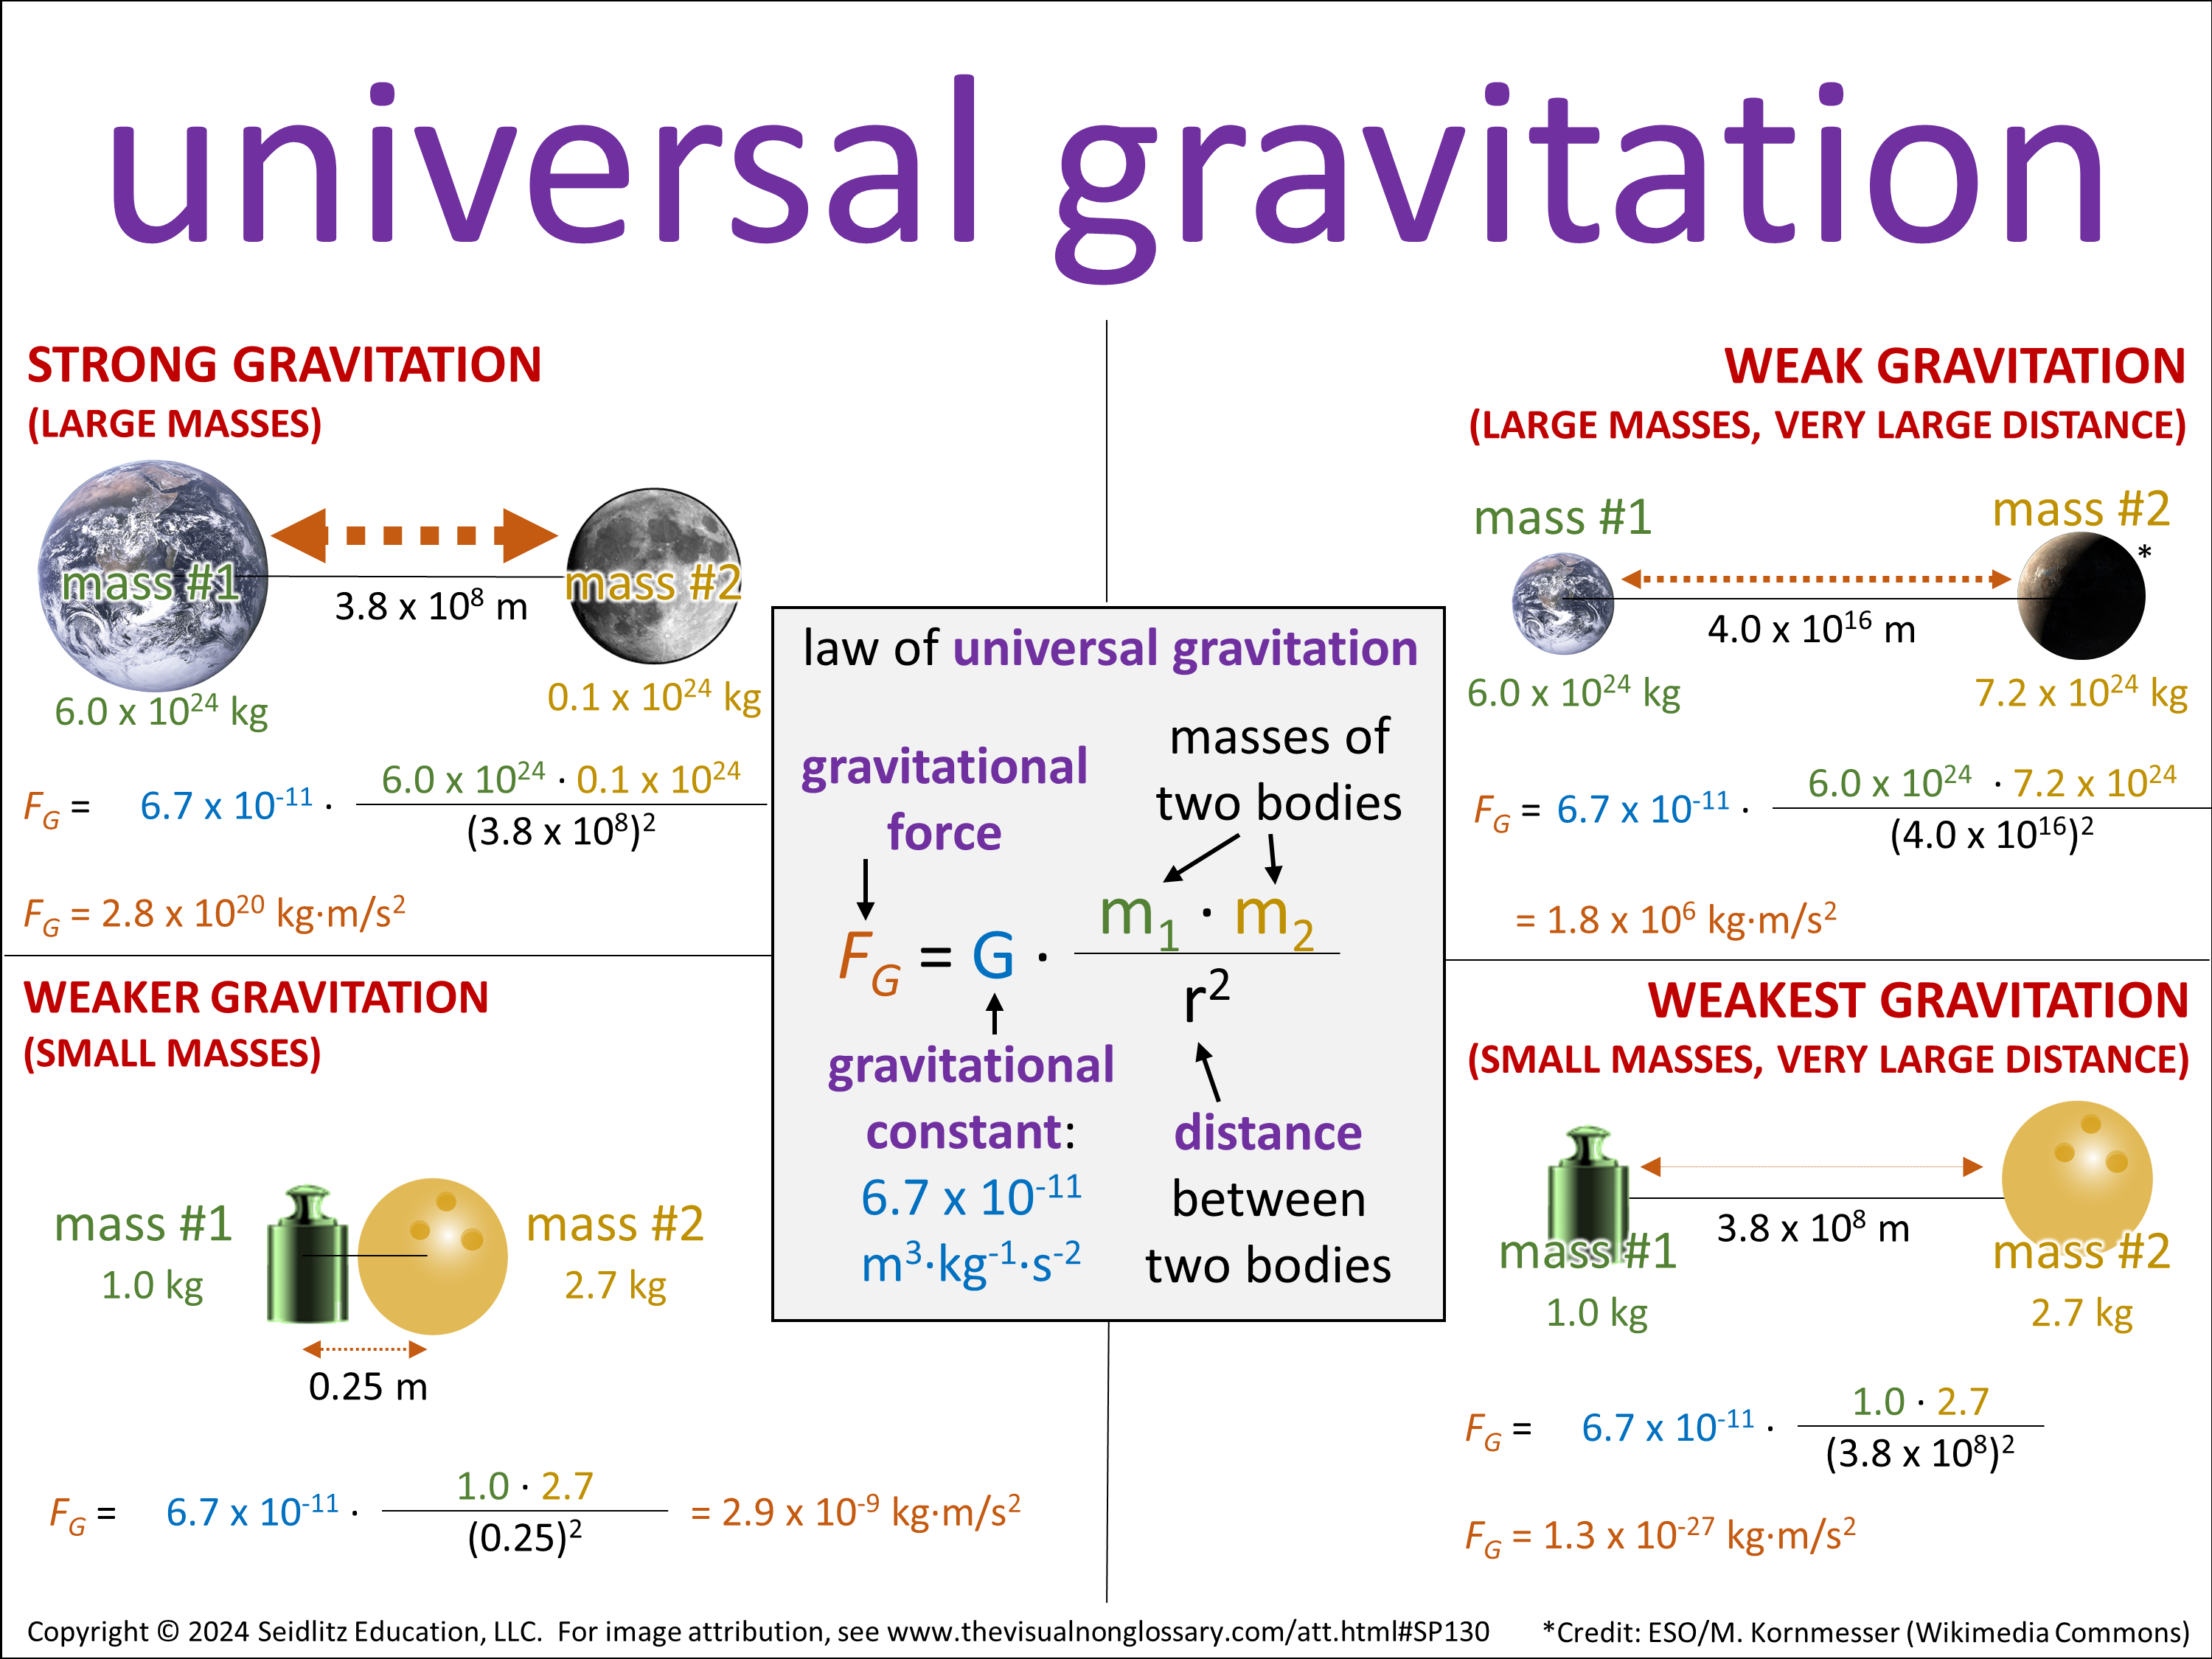 universal gravitation
STRONG GRAVITATION
(LARGE MASSES)
mass #1
mass #2
3.8 x 10⁸ m
6.0 x 10²⁴ kg
0.1 x 10²⁴ kg
F_G = 6.7 x 10⁻¹¹ · 6.0 x 10²⁴ · 0.1 x 10²⁴
(3.8 x 10⁸)²
F_G = 2.8 x 10²⁰ kg·m/s²
WEAK GRAVITATION
(LARGE MASSES, VERY LARGE DISTANCE)
mass #1
mass #2
*
4.0 x 10¹⁶ m
6.0 x 10²⁴ kg
7.2 x 10²⁴ kg
F_G = 6.7 x 10⁻¹¹ · 6.0 x 10²⁴ · 7.2 x 10²⁴
(4.0 x 10¹⁶)²
= 1.8 x 10⁶ kg·m/s²
law of universal gravitation
gravitational
force
masses of
two bodies
F_G = G · m₁ · m₂
r²
gravitational
constant:
6.7 x 10⁻¹¹
m³·kg⁻¹·s⁻²
distance
between
two bodies
WEAKER GRAVITATION
(SMALL MASSES)
mass #1
1.0 kg
mass #2
2.7 kg
0.25 m
F_G = 6.7 x 10⁻¹¹ · 1.0 · 2.7
(0.25)²
= 2.9 x 10⁻⁹ kg·m/s²
WEAKEST GRAVITATION
(SMALL MASSES, VERY LARGE DISTANCE)
3.8 x 10⁸ m
mass #1
mass #2
1.0 kg
2.7 kg
F_G = 6.7 x 10⁻¹¹ · 1.0 · 2.7
(3.8 x 10⁸)²
F_G = 1.3 x 10⁻²⁷ kg·m/s²
Copyright © 2024 Seidlitz Education, LLC. For image attribution, see www.thevisualnonglossary.com/att.html#SP130
*Credit: ESO/M. Kornmesser (Wikimedia Commons)